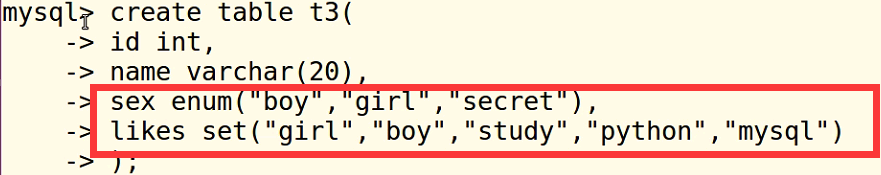 mysql> create table t3(
    -> id int,
    -> name varchar(20),
    -> sex enum("boy","girl","secret"),
    -> likes set("girl","boy","study","python","mysql")
    -> );